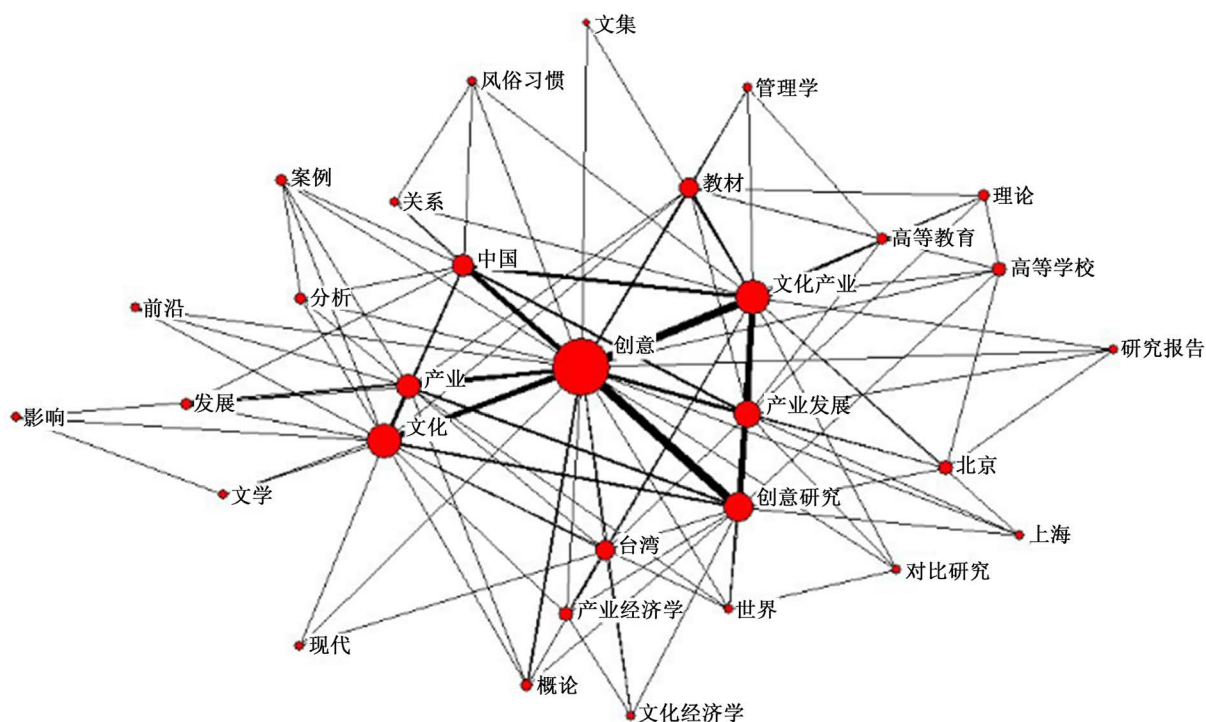 文集
风俗习惯
管理学
案例
教材
关系
理论
高等教育
中国
高等学校
文化产业
分析
前沿
创意
研究报告
产业
发展
产业发展
影响
文化
北京
文学
创意研究
上海
台湾
对比研究
产业经济学
世界
现代
概论
文化经济学